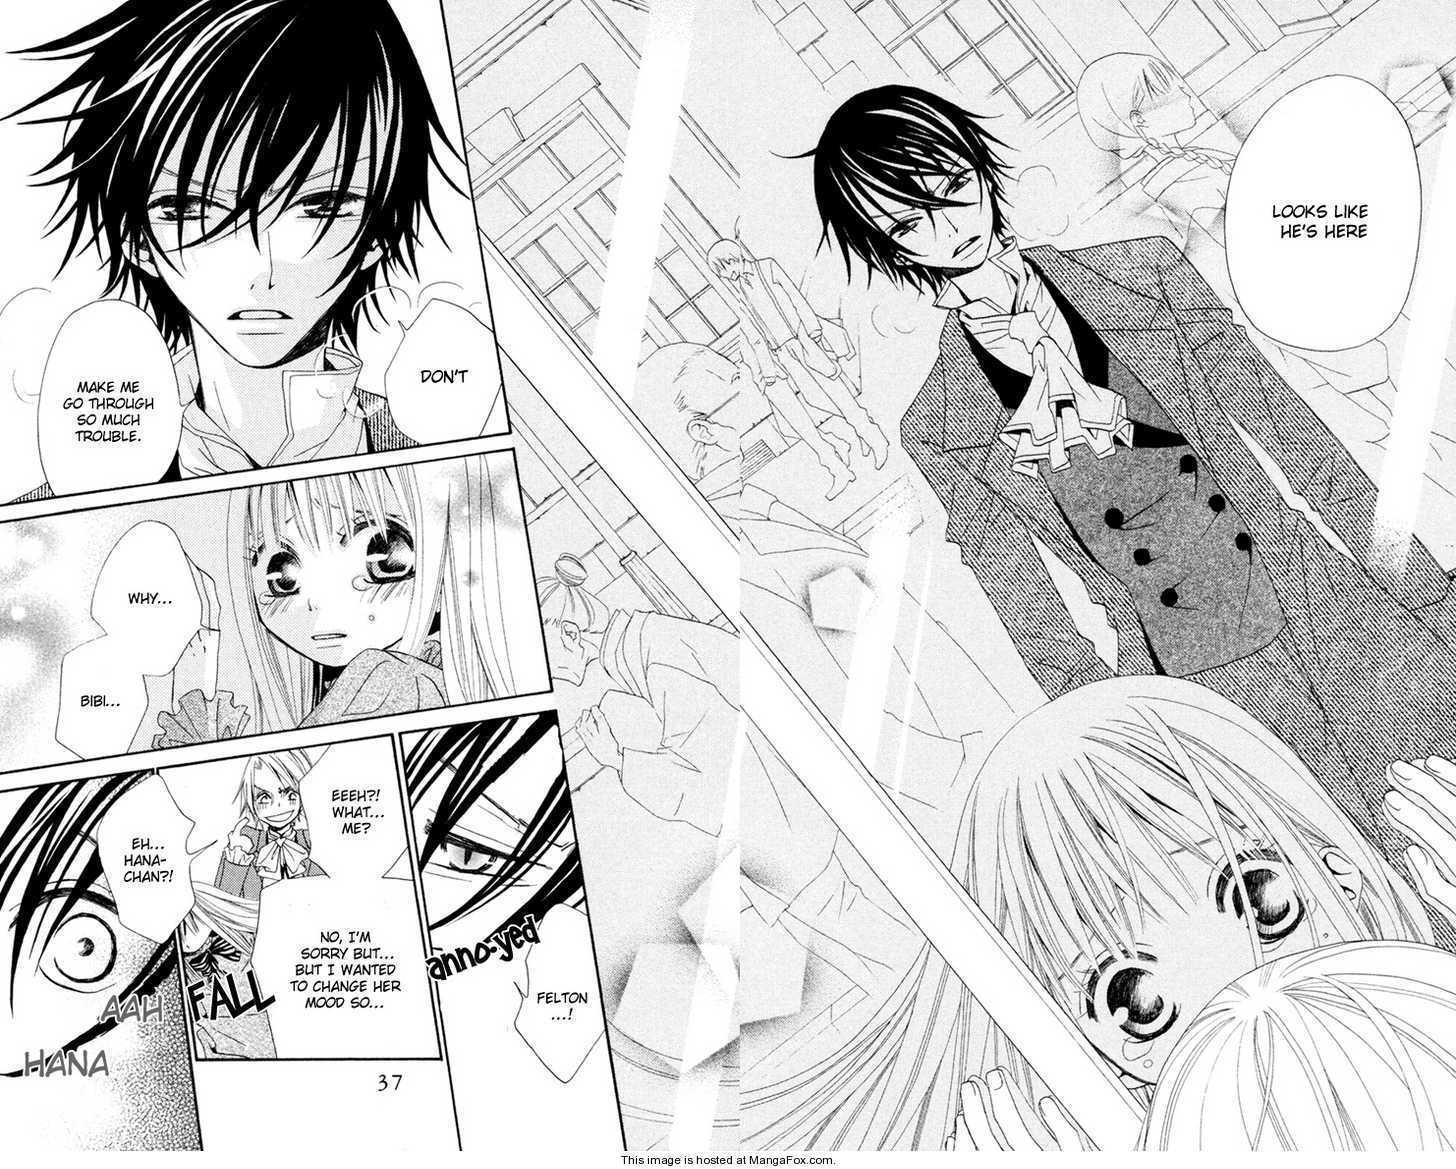 LOOKS LIKE
HE'S HERE
DON'T
MAKE ME
GO THROUGH
SO MUCH
TROUBLE.
WHY...
BIBI...
annoyed
FELTON
...!
EEEH?!
WHAT...
ME?
NO, I'M
SORRY BUT...
BUT I WANTED
TO CHANGE HER
MOOD SO...
FALL
EH...
HANA-
CHAN?!
AAH
HANA
37
This image is hosted at MangaFox.com.